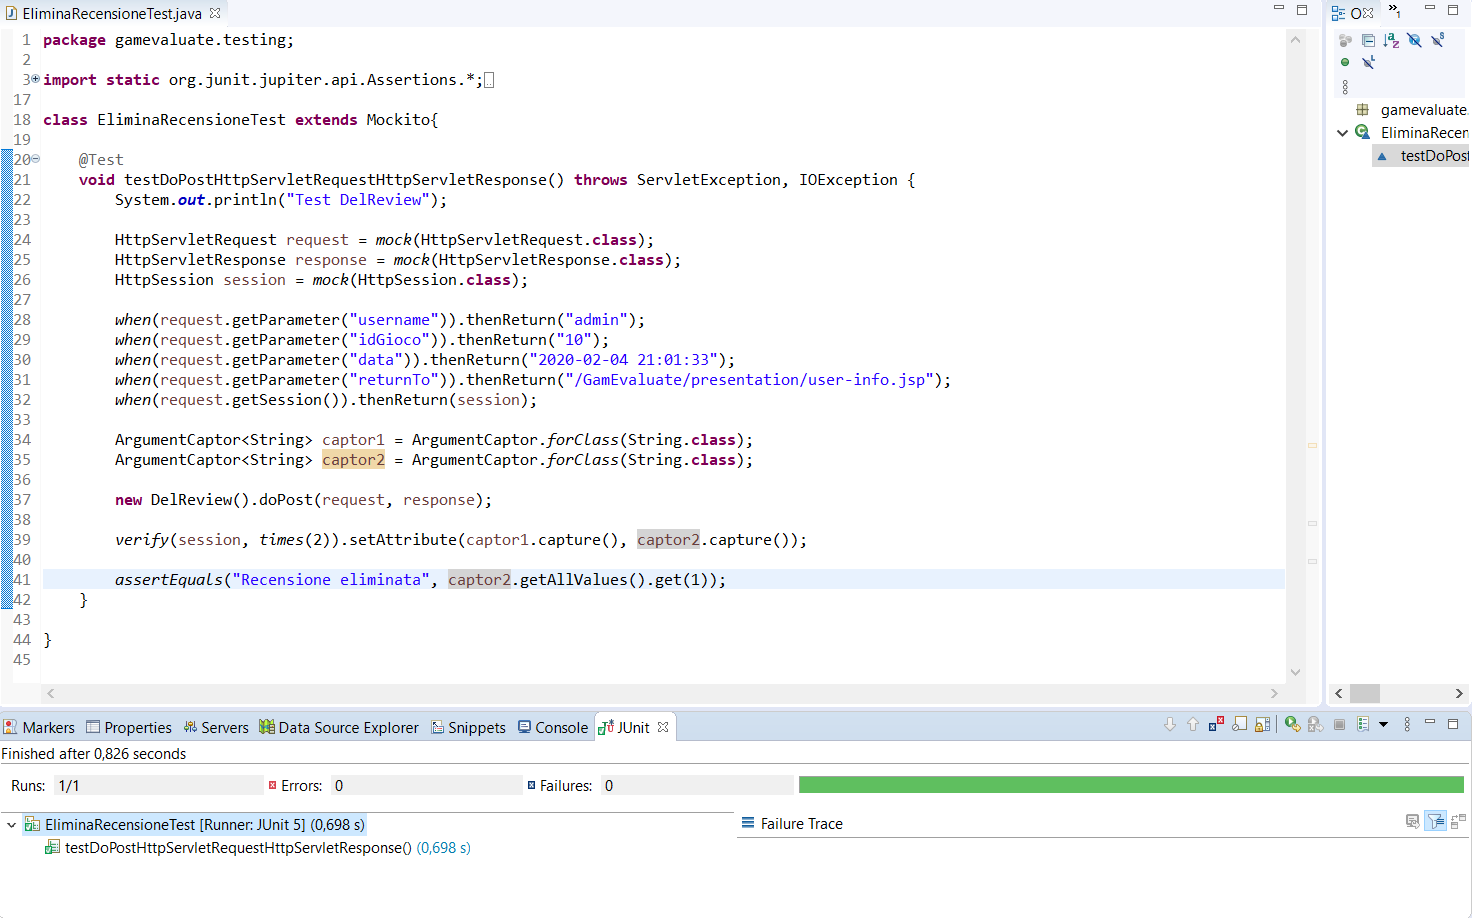 EliminaRecensioneTest.java
1 package gamevaluate.testing;
2
3 import static org.junit.jupiter.api.Assertions.*;
17
18 class EliminaRecensioneTest extends Mockito{
19
20 @Test
21 void testDoPostHttpServletRequestHttpServletResponse() throws ServletException, IOException {
22 System.out.println("Test DelReview");
23
24 HttpServletRequest request = mock(HttpServletRequest.class);
25 HttpServletResponse response = mock(HttpServletResponse.class);
26 HttpSession session = mock(HttpSession.class);
27
28 when(request.getParameter("username")).thenReturn("admin");
29 when(request.getParameter("idGioco")).thenReturn("10");
30 when(request.getParameter("data")).thenReturn("2020-02-04 21:01:33");
31 when(request.getParameter("returnTo")).thenReturn("/GamEvaluate/presentation/user-info.jsp");
32 when(request.getSession()).thenReturn(session);
33
34 ArgumentCaptor<String> captor1 = ArgumentCaptor.forClass(String.class);
35 ArgumentCaptor<String> captor2 = ArgumentCaptor.forClass(String.class);
36
37 new DelReview().doPost(request, response);
38
39 verify(session, times(2)).setAttribute(captor1.capture(), captor2.capture());
40
41 assertEquals("Recensione eliminata", captor2.getAllValues().get(1));
42 }
43
44 }
45
O
»1
gamevaluate.
EliminaRecen
testDoPost
Markers Properties Servers Data Source Explorer Snippets Console JUnit
Finished after 0,826 seconds
Runs: 1/1 Errors: 0 Failures: 0
EliminaRecensioneTest [Runner: JUnit 5] (0,698 s)
testDoPostHttpServletRequestHttpServletResponse() (0,698 s)
Failure Trace